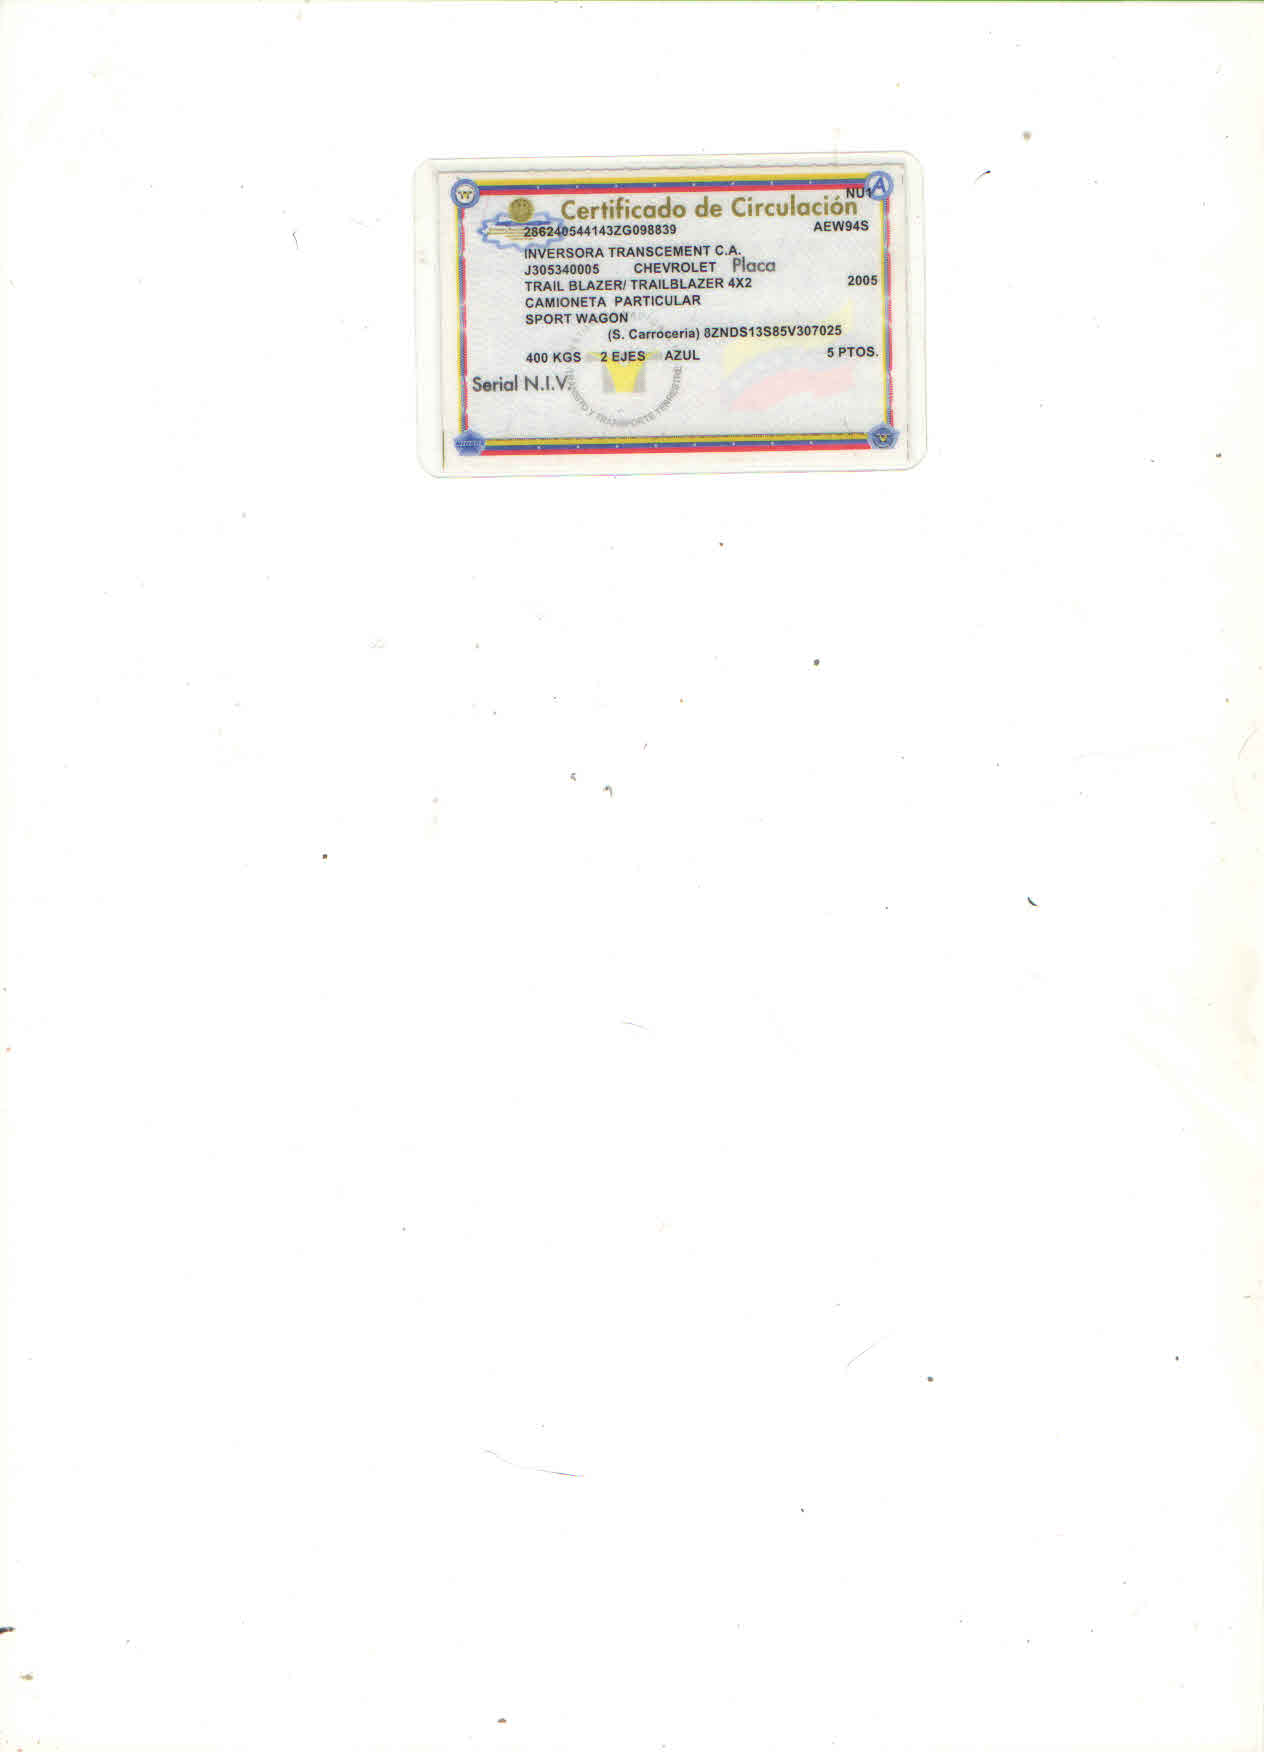 NU1
Certificado de Circulación
286240544143ZG098839 AEW94S
INVERSORA TRANSCEMENT C.A.
J305340005 CHEVROLET Placa
TRAIL BLAZER/ TRAILBLAZER 4X2 2005
CAMIONETA PARTICULAR
SPORT WAGON
(S. Carroceria) 8ZNDS13S85V307025
400 KGS 2 EJES AZUL 5 PTOS.
Serial N.I.V.
TRANSITO Y TRANSPORTE TERRESTRE